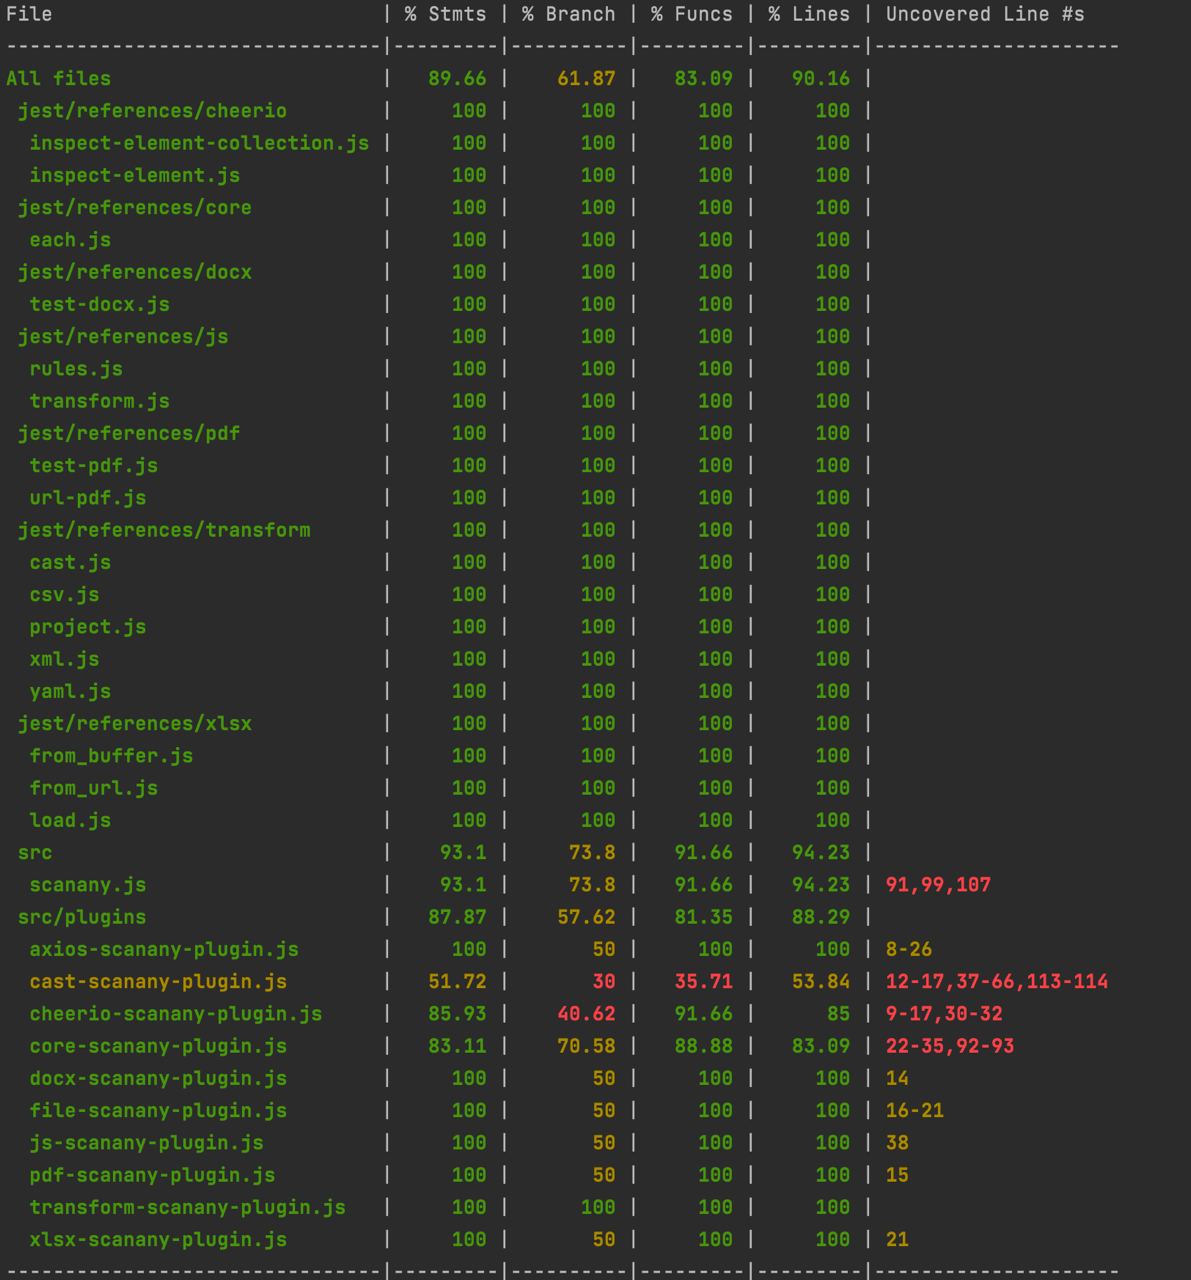 File                            | % Stmts | % Branch | % Funcs | % Lines | Uncovered Line #s
--------------------------------|---------|----------|---------|---------|---------------------
All files                       |   89.66 |    61.87 |   83.09 |   90.16 |
 jest/references/cheerio        |     100 |      100 |     100 |     100 |
  inspect-element-collection.js |     100 |      100 |     100 |     100 |
  inspect-element.js            |     100 |      100 |     100 |     100 |
 jest/references/core           |     100 |      100 |     100 |     100 |
  each.js                       |     100 |      100 |     100 |     100 |
 jest/references/docx           |     100 |      100 |     100 |     100 |
  test-docx.js                  |     100 |      100 |     100 |     100 |
 jest/references/js             |     100 |      100 |     100 |     100 |
  rules.js                      |     100 |      100 |     100 |     100 |
  transform.js                  |     100 |      100 |     100 |     100 |
 jest/references/pdf            |     100 |      100 |     100 |     100 |
  test-pdf.js                   |     100 |      100 |     100 |     100 |
  url-pdf.js                    |     100 |      100 |     100 |     100 |
 jest/references/transform      |     100 |      100 |     100 |     100 |
  cast.js                       |     100 |      100 |     100 |     100 |
  csv.js                        |     100 |      100 |     100 |     100 |
  project.js                    |     100 |      100 |     100 |     100 |
  xml.js                        |     100 |      100 |     100 |     100 |
  yaml.js                       |     100 |      100 |     100 |     100 |
 jest/references/xlsx           |     100 |      100 |     100 |     100 |
  from_buffer.js                |     100 |      100 |     100 |     100 |
  from_url.js                   |     100 |      100 |     100 |     100 |
  load.js                       |     100 |      100 |     100 |     100 |
 src                            |    93.1 |     73.8 |   91.66 |   94.23 |
  scanany.js                    |    93.1 |     73.8 |   91.66 |   94.23 | 91,99,107
 src/plugins                    |   87.87 |    57.62 |   81.35 |   88.29 |
  axios-scanany-plugin.js       |     100 |       50 |     100 |     100 | 8-26
  cast-scanany-plugin.js        |   51.72 |       30 |   35.71 |   53.84 | 12-17,37-66,113-114
  cheerio-scanany-plugin.js     |   85.93 |    40.62 |   91.66 |      85 | 9-17,30-32
  core-scanany-plugin.js        |   83.11 |    70.58 |   88.88 |   83.09 | 22-35,92-93
  docx-scanany-plugin.js        |     100 |       50 |     100 |     100 | 14
  file-scanany-plugin.js        |     100 |       50 |     100 |     100 | 16-21
  js-scanany-plugin.js          |     100 |       50 |     100 |     100 | 38
  pdf-scanany-plugin.js         |     100 |       50 |     100 |     100 | 15
  transform-scanany-plugin.js   |     100 |      100 |     100 |     100 |
  xlsx-scanany-plugin.js        |     100 |       50 |     100 |     100 | 21
--------------------------------|---------|----------|---------|---------|---------------------